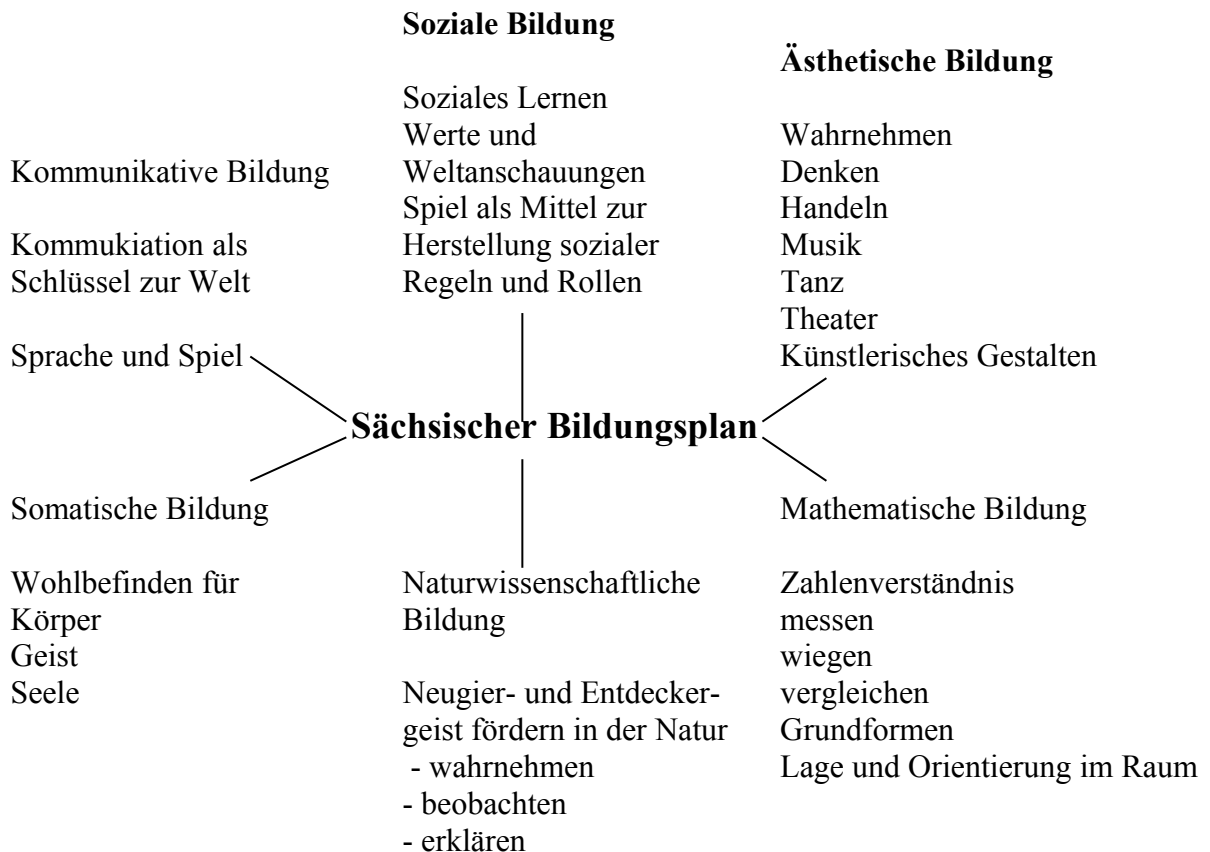 Soziale Bildung
Soziales Lernen
Werte und
Weltanschauungen
Spiel als Mittel zur
Herstellung sozialer
Regeln und Rollen
Ästhetische Bildung
Wahrnehmen
Denken
Handeln
Musik
Tanz
Theater
Künstlerisches Gestalten
Kommunikative Bildung
Kommukiation als
Schlüssel zur Welt
Sprache und Spiel
Sächsischer Bildungsplan
Somatische Bildung
Wohlbefinden für
Körper
Geist
Seele
Naturwissenschaftliche
Bildung
Neugier- und Entdecker-
geist fördern in der Natur
- wahrnehmen
- beobachten
- erklären
Mathematische Bildung
Zahlenverständnis
messen
wiegen
vergleichen
Grundformen
Lage und Orientierung im Raum